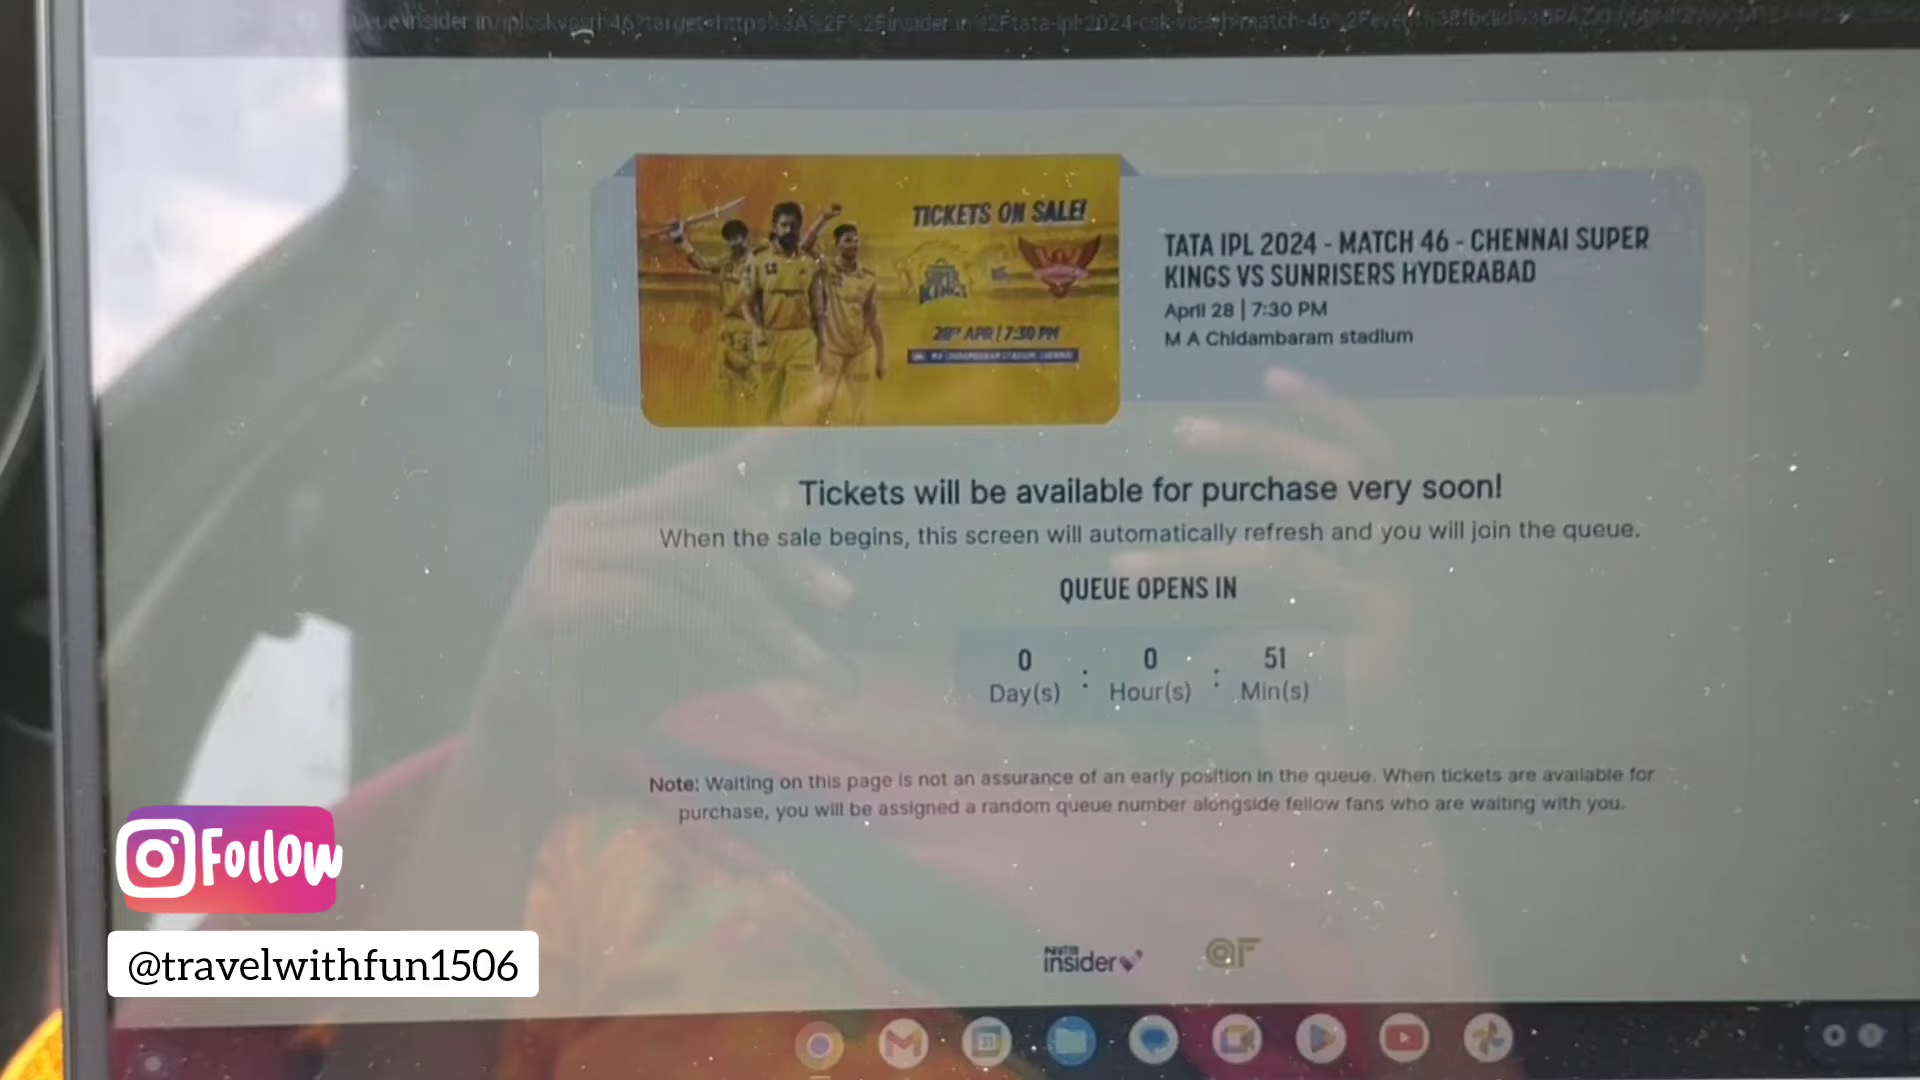 TICKETS ON SALE!
SUPER
KINGS
VS
28TH APR | 7:30 PM
TATA IPL 2024 - MATCH 46 - CHENNAI SUPER
KINGS VS SUNRISERS HYDERABAD
April 28 | 7:30 PM
M A Chidambaram stadium
Tickets will be available for purchase very soon!
When the sale begins, this screen will automatically refresh and you will join the queue.
QUEUE OPENS IN
0 : 0 : 51
Day(s) Hour(s) Min(s)
Note: Waiting on this page is not an assurance of an early position in the queue. When tickets are available for
purchase, you will be assigned a random queue number alongside fellow fans who are waiting with you.
Follow
@travelwithfun1506
paytm
insider
31